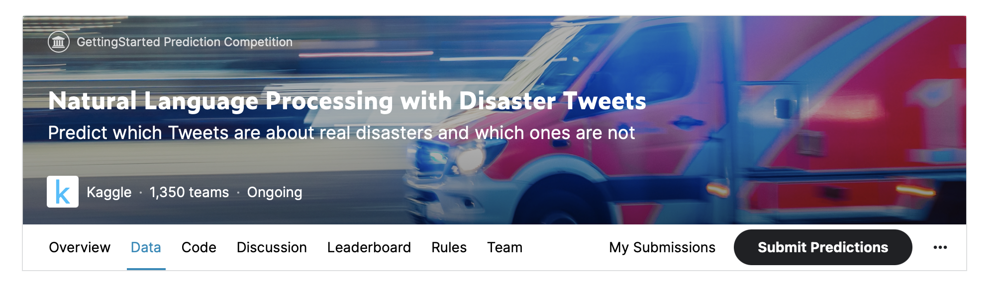 GettingStarted Prediction Competition
Natural Language Processing with Disaster Tweets
Predict which Tweets are about real disasters and which ones are not
k Kaggle · 1,350 teams · Ongoing
Overview Data Code Discussion Leaderboard Rules Team My Submissions Submit Predictions ...